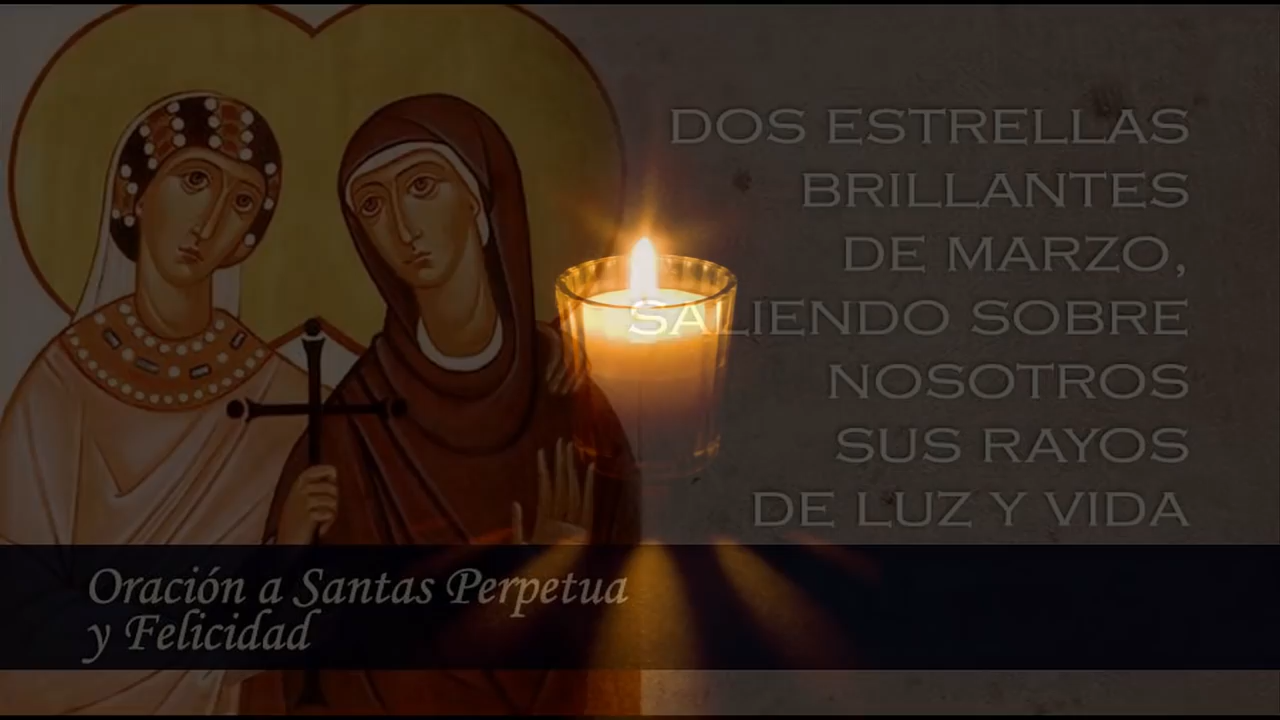 DOS ESTRELLAS
BRILLANTES
DE MARZO,
SALIENDO SOBRE
NOSOTROS
SUS RAYOS
DE LUZ Y VIDA
Oración a Santas Perpetua
y Felicidad